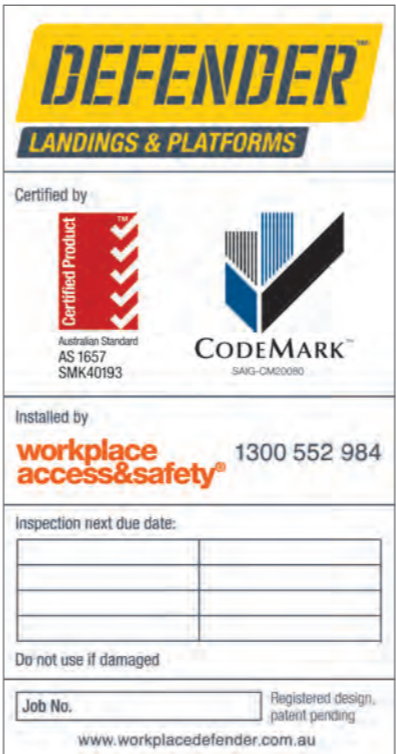 DEFENDER™
LANDINGS & PLATFORMS
Certified by
Certified Product
TM
Australian Standard
AS 1657
SMK40193
CODEMARK™
SAIG-CM20080
Installed by
workplace
access&safety®
1300 552 984
Inspection next due date:
Do not use if damaged
Job No.
Registered design,
patent pending
www.workplacedefender.com.au